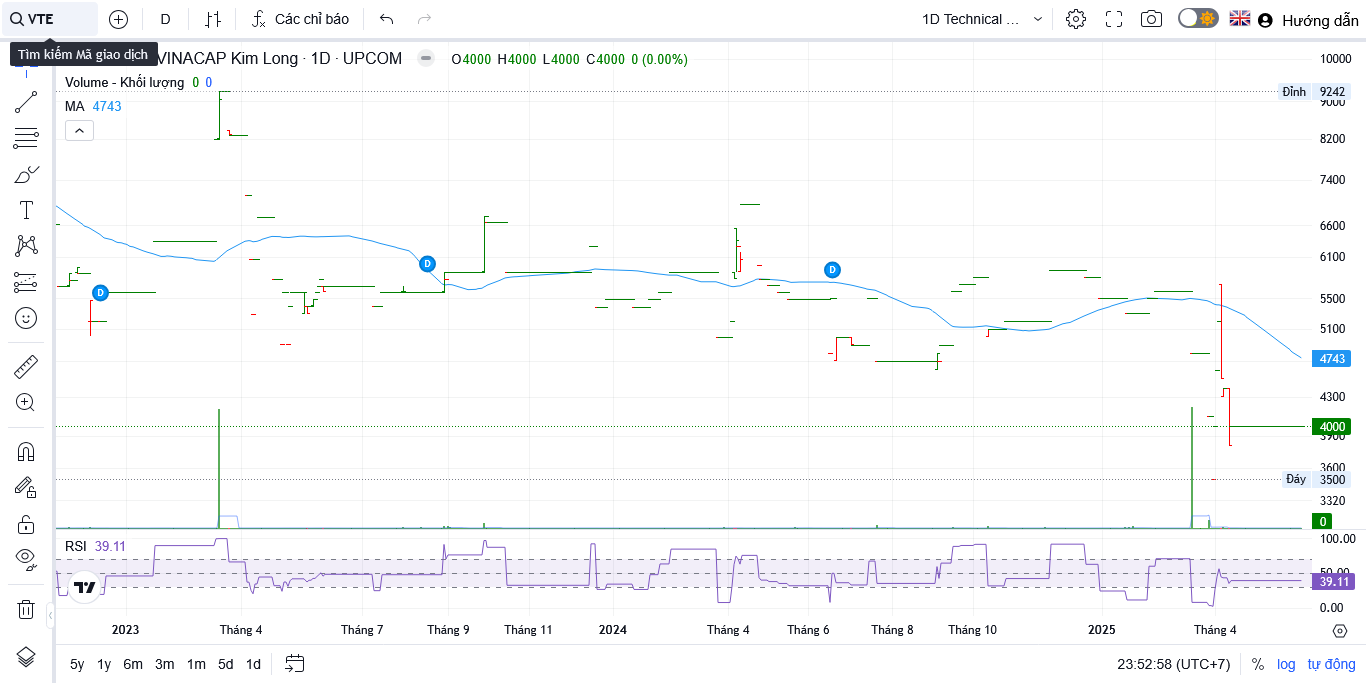 VTE
D
Các chỉ báo
1D Technical ...
Hướng dẫn
Tìm kiếm Mã giao dịch
VINACAP Kim Long · 1D · UPCOM
O4000 H4000 L4000 C4000 0 (0.00%)
Volume - Khối lượng 0 0
MA 4743
10000
Đỉnh 9242
9000
8200
7400
6600
6100
5500
5100
4743
4300
4000
3900
3600
Đáy 3500
3320
0
D
D
D
RSI 39.11
100.00
50.00
39.11
0.00
2023 Tháng 4 Tháng 7 Tháng 9 Tháng 11 2024 Tháng 4 Tháng 6 Tháng 8 Tháng 10 2025 Tháng 4
5y 1y 6m 3m 1m 5d 1d
23:52:58 (UTC+7) % log tự động